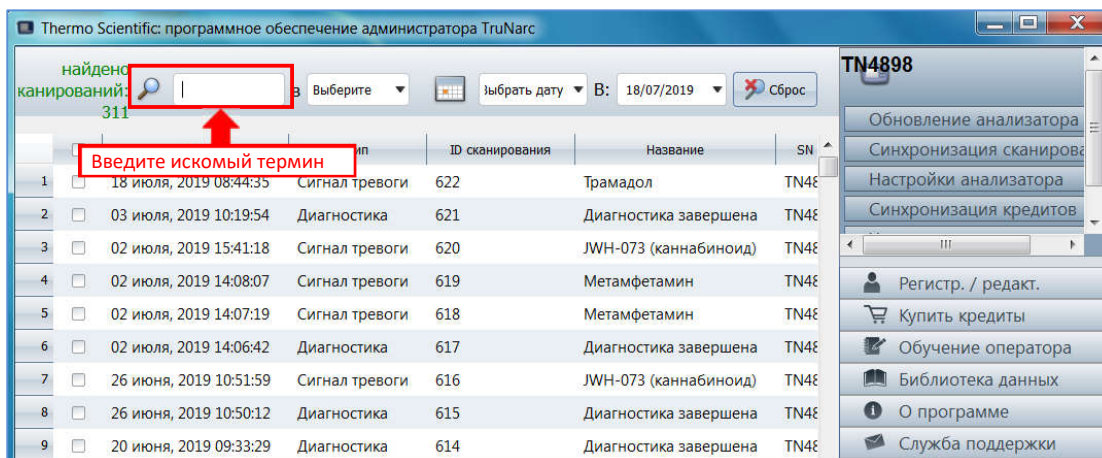 Thermo Scientific: программное обеспечение администратора TruNarc
найдено
канирований:
311
в Выберите
выбрать дату
В: 18/07/2019
Сброс
Введите искомый термин
ип ID сканирования Название SN
1 18 июля, 2019 08:44:35 Сигнал тревоги 622 Трамадол TN48
2 03 июля, 2019 10:19:54 Диагностика 621 Диагностика завершена TN48
3 02 июля, 2019 15:41:18 Сигнал тревоги 620 JWH-073 (каннабиноид) TN48
4 02 июля, 2019 14:08:07 Сигнал тревоги 619 Метамфетамин TN48
5 02 июля, 2019 14:07:19 Сигнал тревоги 618 Метамфетамин TN48
6 02 июля, 2019 14:06:42 Диагностика 617 Диагностика завершена TN48
7 26 июня, 2019 10:51:59 Сигнал тревоги 616 JWH-073 (каннабиноид) TN48
8 26 июня, 2019 10:50:12 Диагностика 615 Диагностика завершена TN48
9 20 июня, 2019 09:33:29 Диагностика 614 Диагностика завершена TN48
TN4898
Обновление анализатора
Синхронизация сканирова
Настройки анализатора
Синхронизация кредитов
Регистр. / редакт.
Купить кредиты
Обучение оператора
Библиотека данных
О программе
Служба поддержки